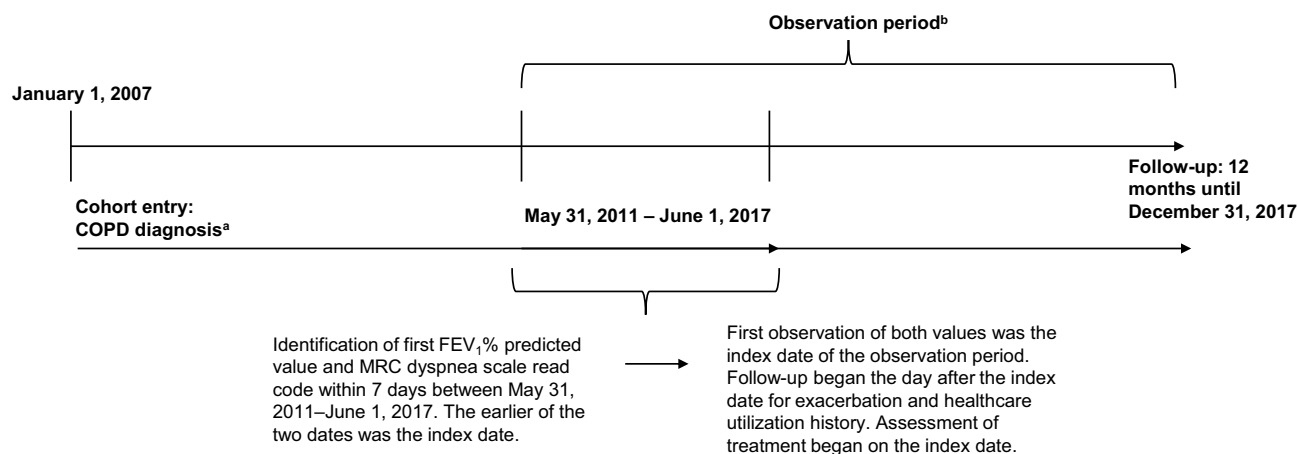 Observation periodᵇ
January 1, 2007
Follow-up: 12
months until
December 31, 2017
Cohort entry:
COPD diagnosisᵃ
May 31, 2011 – June 1, 2017
Identification of first FEV₁% predicted
value and MRC dyspnea scale read
code within 7 days between May 31,
2011–June 1, 2017. The earlier of the
two dates was the index date.
First observation of both values was the
index date of the observation period.
Follow-up began the day after the index
date for exacerbation and healthcare
utilization history. Assessment of
treatment began on the index date.